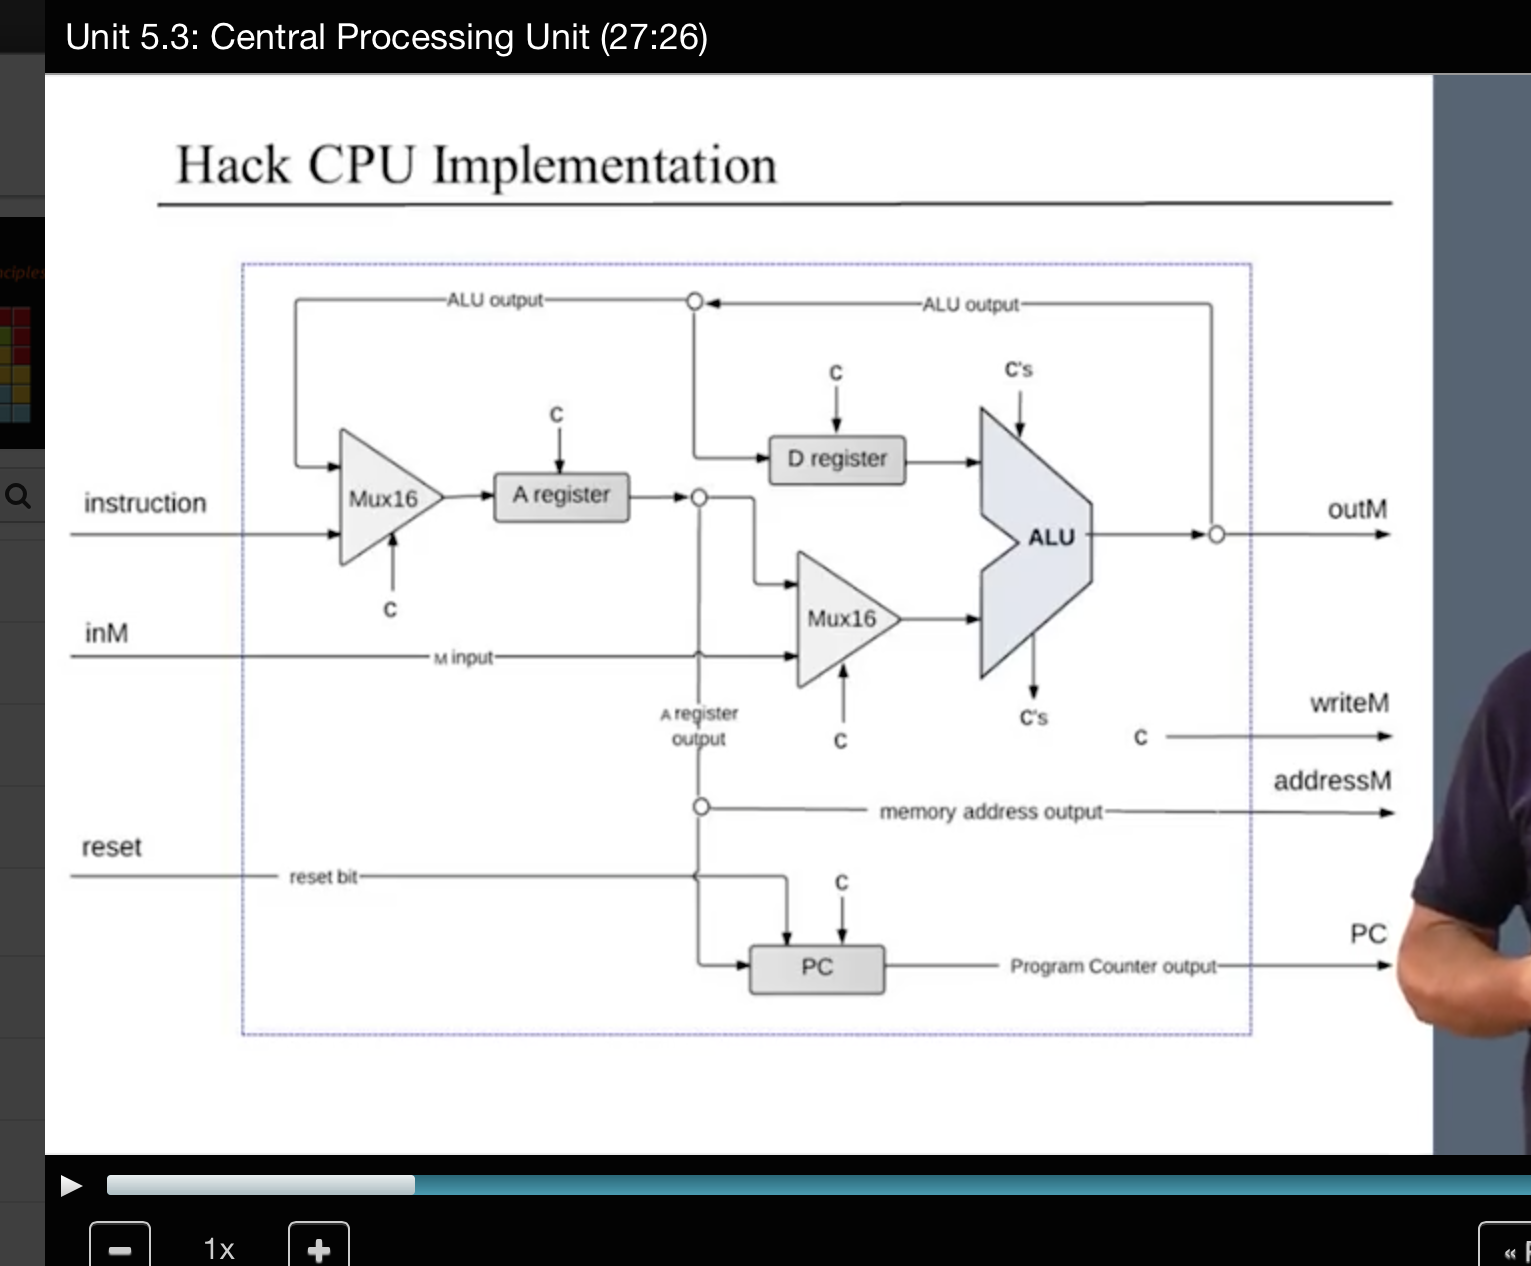 Unit 5.3: Central Processing Unit (27:26)
Hack CPU Implementation
ALU output
ALU output
C
C's
C
D register
Mux16
A register
instruction
outM
ALU
C
Mux16
inM
M input
writeM
A register
output
C's
C
C
addressM
memory address output
reset
reset bit
C
PC
PC
Program Counter output
1x